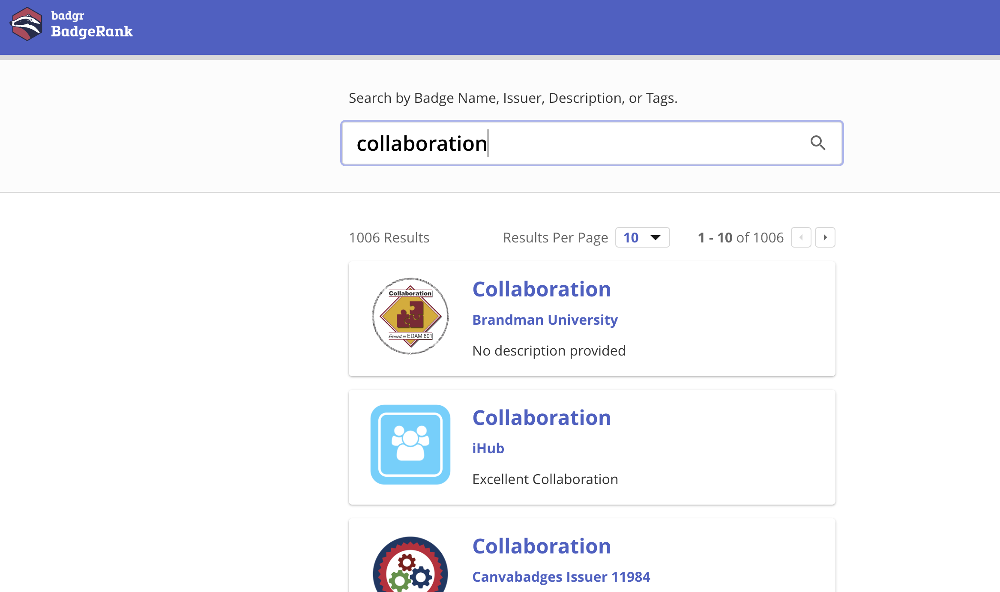 badgr
BadgeRank
Search by Badge Name, Issuer, Description, or Tags.
collaboration
1006 Results
Results Per Page 10
1 - 10 of 1006
Collaboration
Earned in EDAM 601
Collaboration
Brandman University
No description provided
Collaboration
iHub
Excellent Collaboration
Collaboration
Canvabadges Issuer 11984